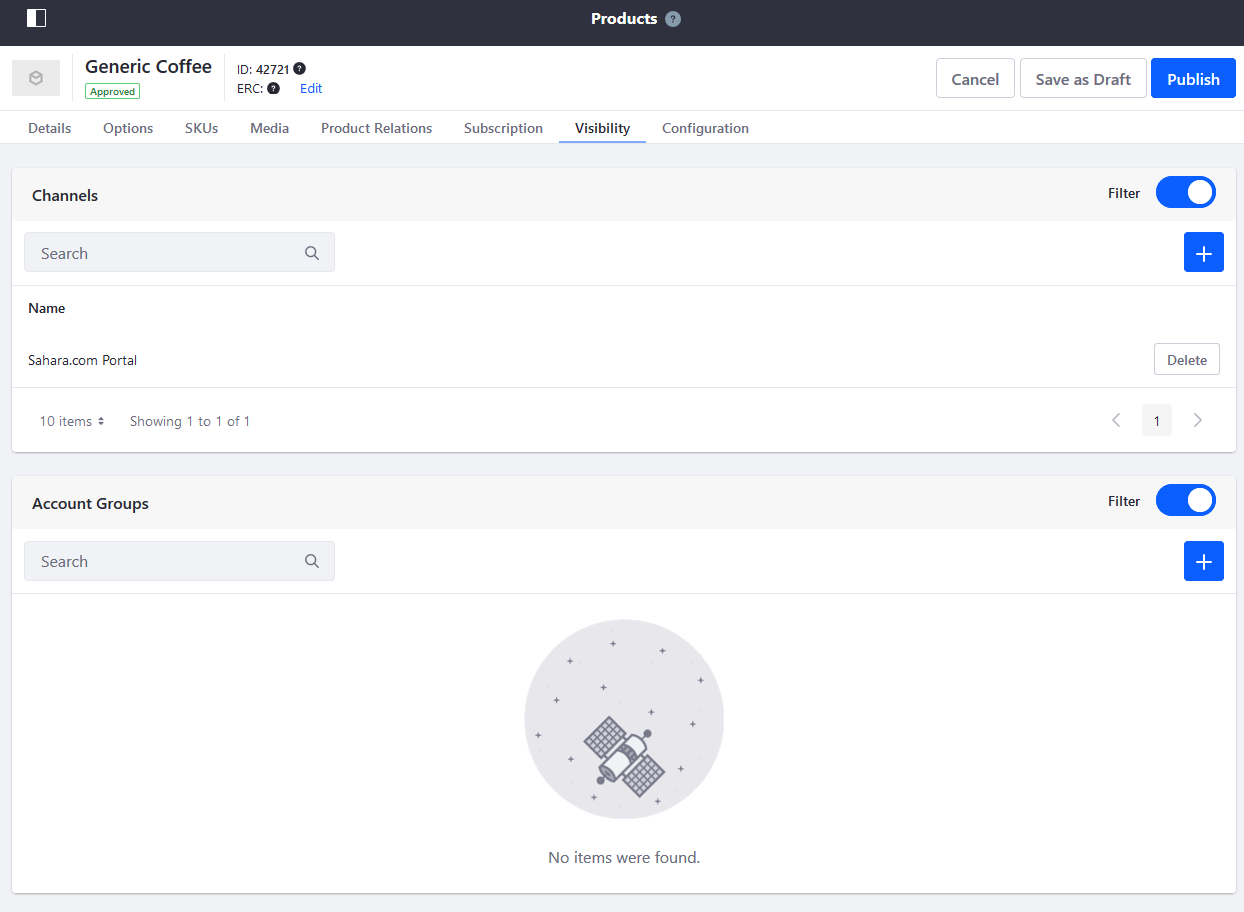 Products ?
Generic Coffee
Approved
ID: 42721 ?
ERC: ? Edit
Cancel
Save as Draft
Publish
Details Options SKUs Media Product Relations Subscription Visibility Configuration
Channels
Filter
Search
Name
Sahara.com Portal
Delete
10 items Showing 1 to 1 of 1
1
Account Groups
Filter
Search
No items were found.